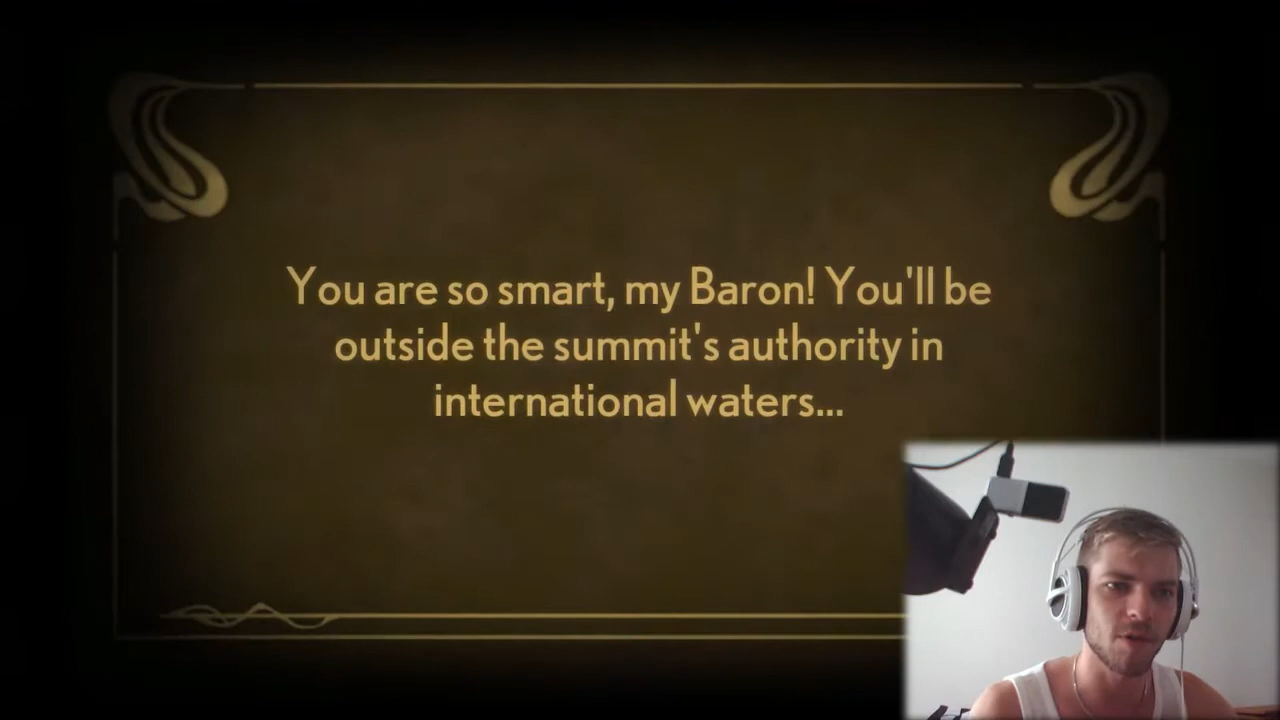 You are so smart, my Baron! You'll be
outside the summit's authority in
international waters...